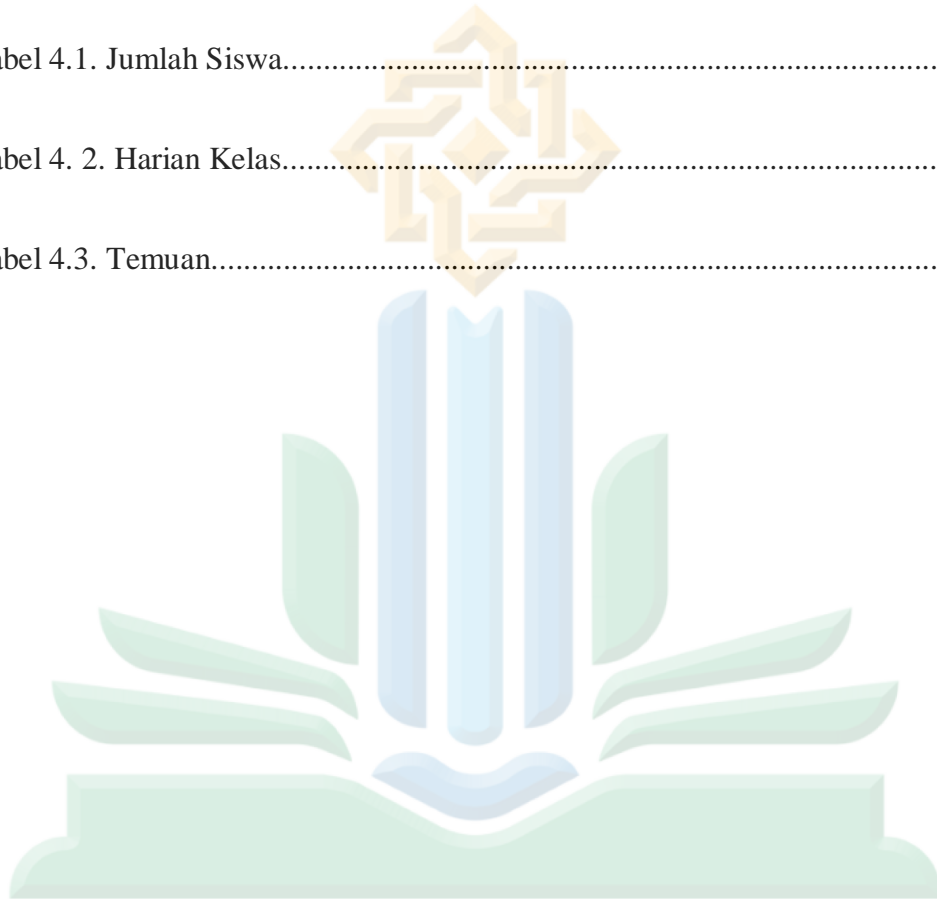 abel 4.1. Jumlah Siswa................................................................................
abel 4. 2. Harian Kelas................................................................................
abel 4.3. Temuan.........................................................................................